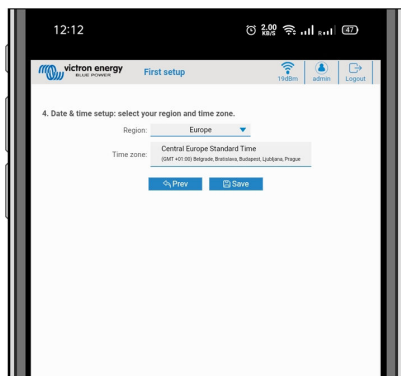 12:12
2.00
KB/S
R
47
victron energy
BLUE POWER
First setup
19dBm
admin
Logout
4. Date & time setup: select your region and time zone.
Region:
Europe
Time zone:
Central Europe Standard Time
(GMT +01:00) Belgrade, Bratislava, Budapest, Ljubljana, Prague
Prev
Save